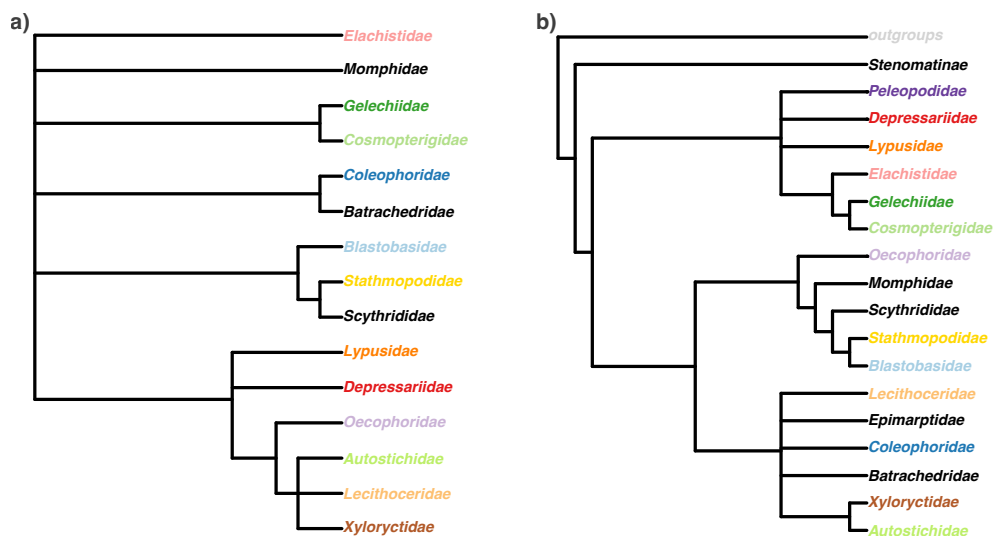 a)
Elachistidae
Momphidae
Gelechiidae
Cosmopterigidae
Coleophoridae
Batrachedridae
Blastobasidae
Stathmopodidae
Scythrididae
Lypusidae
Depressariidae
Oecophoridae
Autostichidae
Lecithoceridae
Xyloryctidae
b)
outgroups
Stenomatinae
Peleopodidae
Depressariidae
Lypusidae
Elachistidae
Gelechiidae
Cosmopterigidae
Oecophoridae
Momphidae
Scythrididae
Stathmopodidae
Blastobasidae
Lecithoceridae
Epimarptidae
Coleophoridae
Batrachedridae
Xyloryctidae
Autostichidae